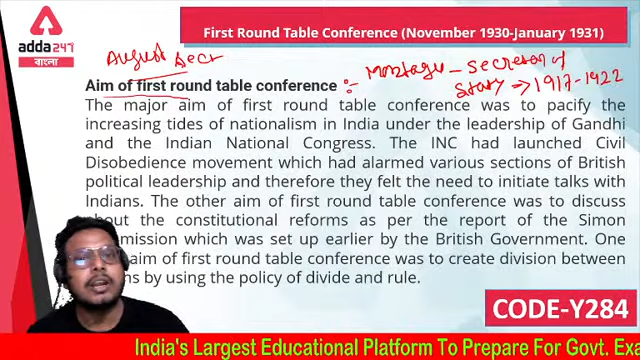 First Round Table Conference (November 1930-January 1931)
adda247
বাংলা
August Decr
Montagu - Secretary of
State → 1917-1922
Aim of first round table conference :-
The major aim of first round table conference was to pacify the
increasing tides of nationalism in India under the leadership of Gandhi
and the Indian National Congress. The INC had launched Civil
Disobedience movement which had alarmed various sections of British
political leadership and therefore they felt the need to initiate talks with
Indians. The other aim of first round table conference was to discuss
about the constitutional reforms as per the report of the Simon
mmission which was set up earlier by the British Government. One
aim of first round table conference was to create division between
ns by using the policy of divide and rule.
CODE-Y284
India's Largest Educational Platform To Prepare For Govt. Exa